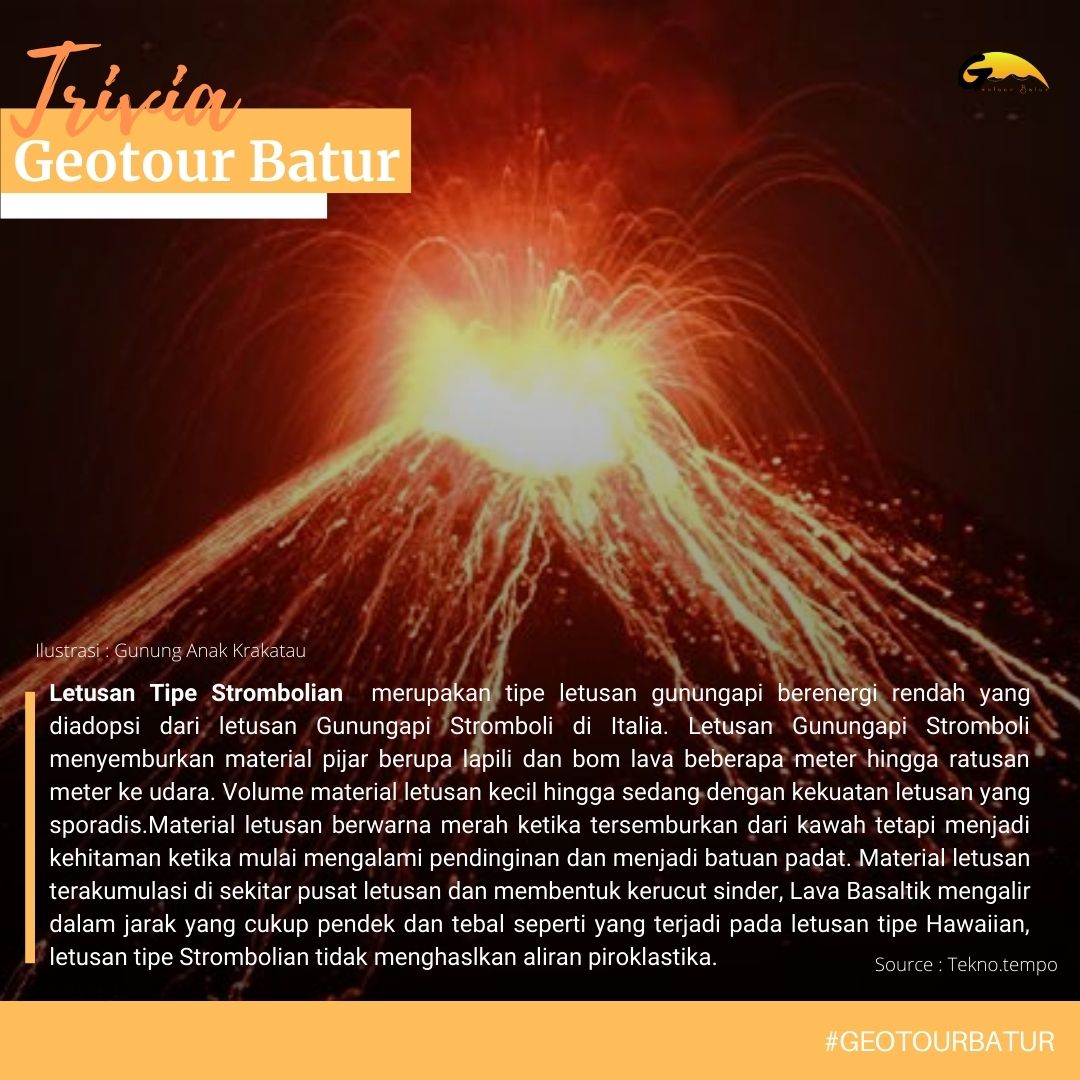 Trivia
Geotour Batur
Geotour Batur
Ilustrasi : Gunung Anak Krakatau
Letusan Tipe Strombolian merupakan tipe letusan gunungapi berenergi rendah yang
diadopsi dari letusan Gunungapi Stromboli di Italia. Letusan Gunungapi Stromboli
menyemburkan material pijar berupa lapili dan bom lava beberapa meter hingga ratusan
meter ke udara. Volume material letusan kecil hingga sedang dengan kekuatan letusan yang
sporadis.Material letusan berwarna merah ketika tersemburkan dari kawah tetapi menjadi
kehitaman ketika mulai mengalami pendinginan dan menjadi batuan padat. Material letusan
terakumulasi di sekitar pusat letusan dan membentuk kerucut sinder, Lava Basaltik mengalir
dalam jarak yang cukup pendek dan tebal seperti yang terjadi pada letusan tipe Hawaiian,
letusan tipe Strombolian tidak menghaslkan aliran piroklastika.
Source : Tekno.tempo
#GEOTOURBATUR